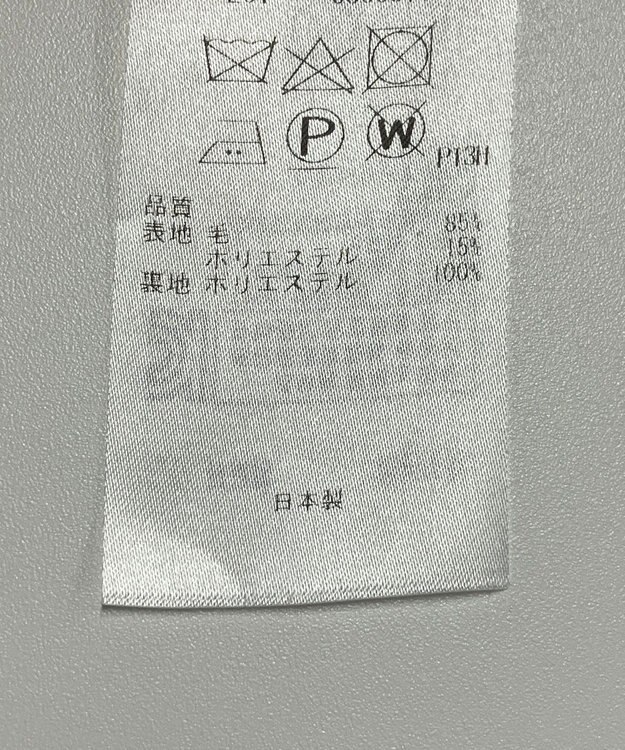 P
W
PT3H
品質
表地 毛 85%
ポリエステル 15%
裏地 ポリエステル 100%
日本製